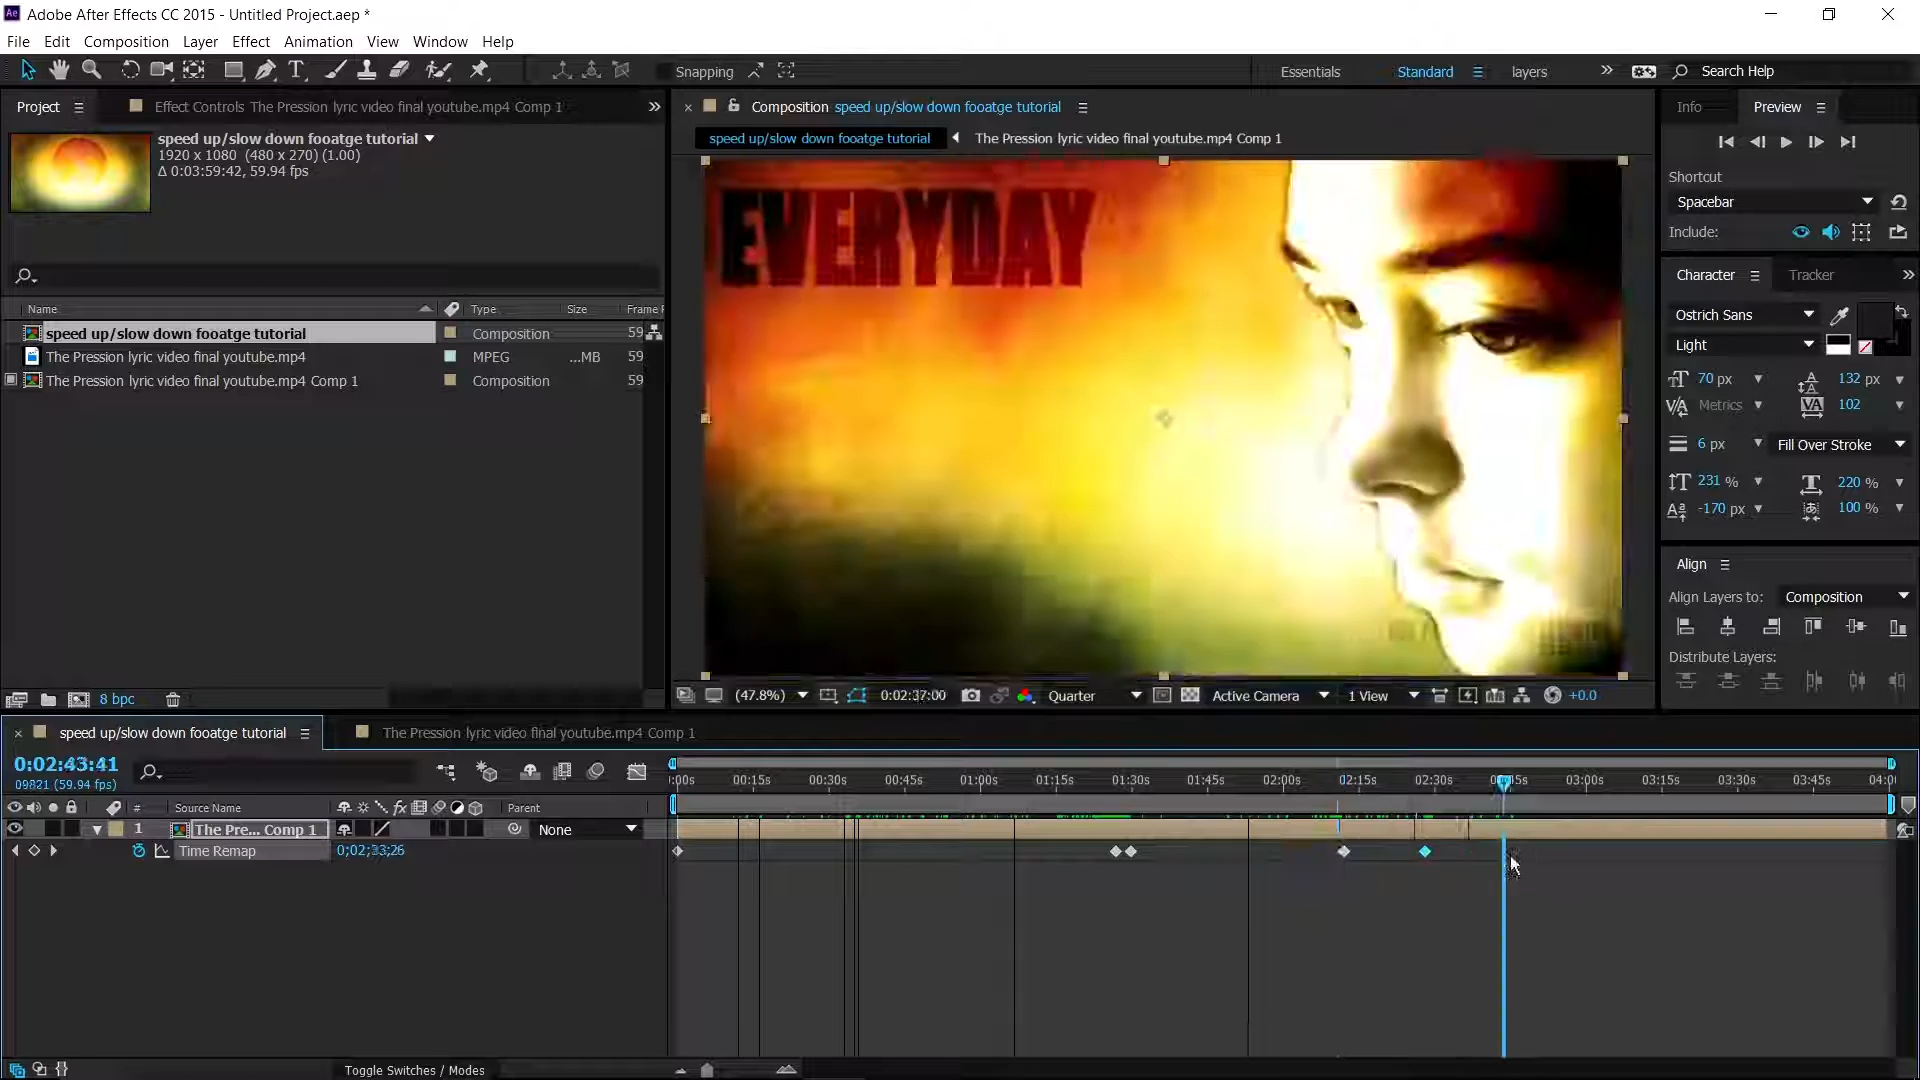 Adobe After Effects CC 2015 - Untitled Project.aep *
File Edit Composition Layer Effect Animation View Window Help
Snapping
Essentials Standard layers Search Help
Project Effect Controls The Pression lyric video final youtube.mp4 Comp 1
speed up/slow down fooatge tutorial
1920 x 1080 (480 x 270) (1.00)
Δ 0:03:59:42, 59.94 fps
Name Type Size Frame R
speed up/slow down fooatge tutorial Composition 59
The Pression lyric video final youtube.mp4 MPEG ...MB 59
The Pression lyric video final youtube.mp4 Comp 1 Composition 59
8 bpc
Composition speed up/slow down fooatge tutorial
speed up/slow down fooatge tutorial The Pression lyric video final youtube.mp4 Comp 1
EVERYDAY
(47.8%) 0:02:37:00 Quarter Active Camera 1 View +0.0
Info Preview
Shortcut
Spacebar
Include:
Character Tracker
Ostrich Sans
Light
70 px 132 px
Metrics 102
6 px Fill Over Stroke
231 % 220 %
-170 px 100 %
Align
Align Layers to: Composition
Distribute Layers:
speed up/slow down fooatge tutorial The Pression lyric video final youtube.mp4 Comp 1
0:02:43:41
09821 (59.94 fps)
:00s 00:15s 00:30s 00:45s 01:00s 01:15s 01:30s 01:45s 02:00s 02:15s 02:30s 03:00s 03:15s 03:30s 03:45s 04:0
# Source Name Parent
1 The Pre... Comp 1 None
Time Remap
Toggle Switches / Modes